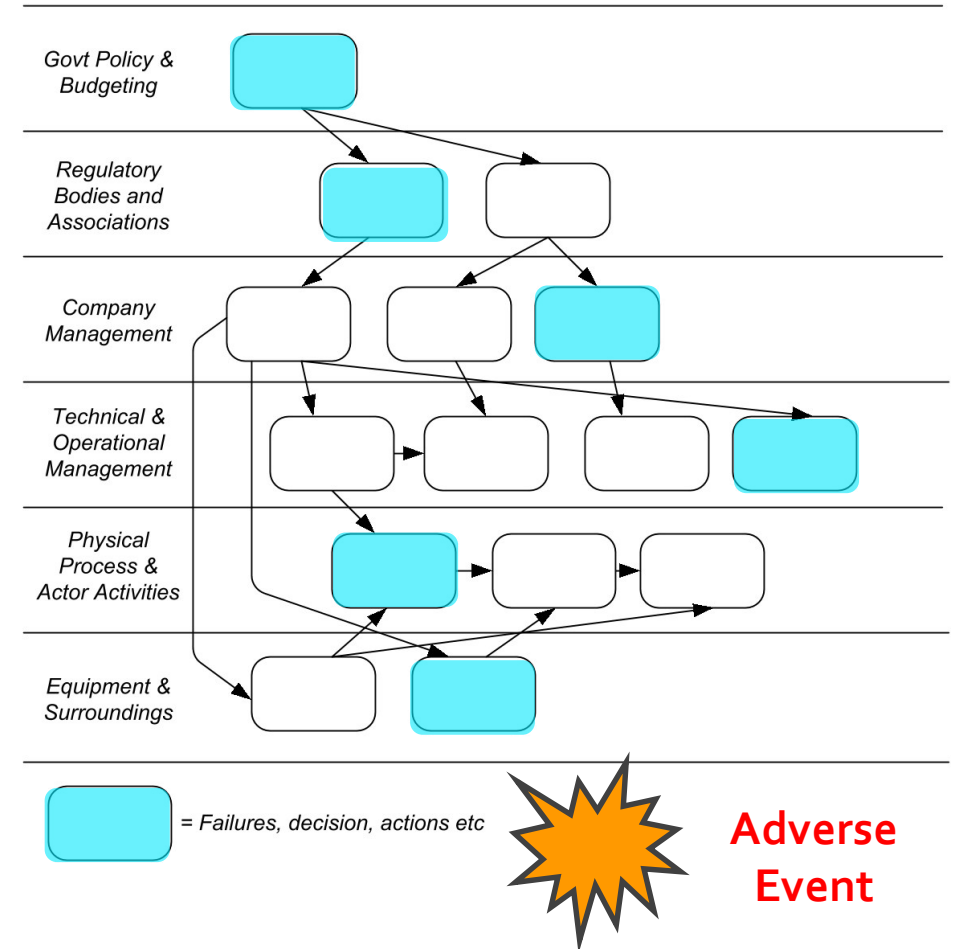 Govt Policy &
Budgeting
Regulatory
Bodies and
Associations
Company
Management
Technical &
Operational
Management
Physical
Process &
Actor Activities
Equipment &
Surroundings
= Failures, decision, actions etc
Adverse
Event